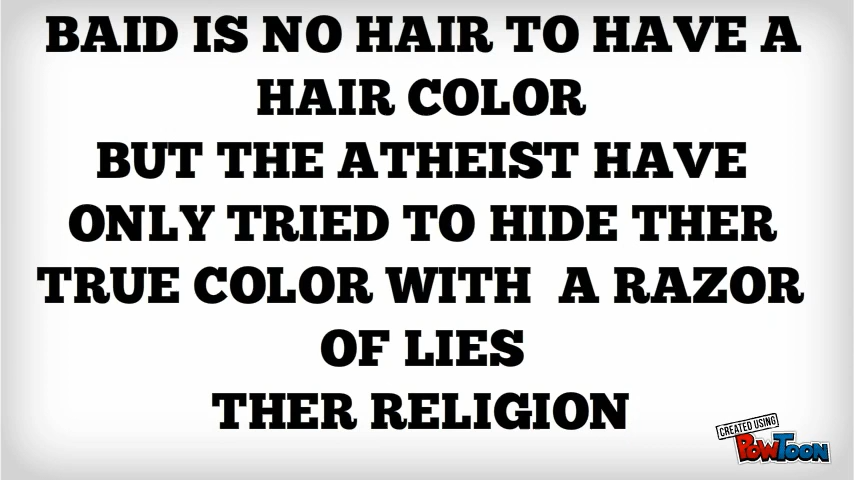 BAID IS NO HAIR TO HAVE A
HAIR COLOR
BUT THE ATHEIST HAVE
ONLY TRIED TO HIDE THER
TRUE COLOR WITH  A RAZOR
OF LIES
THER RELIGION
CREATED USING
POWTOON